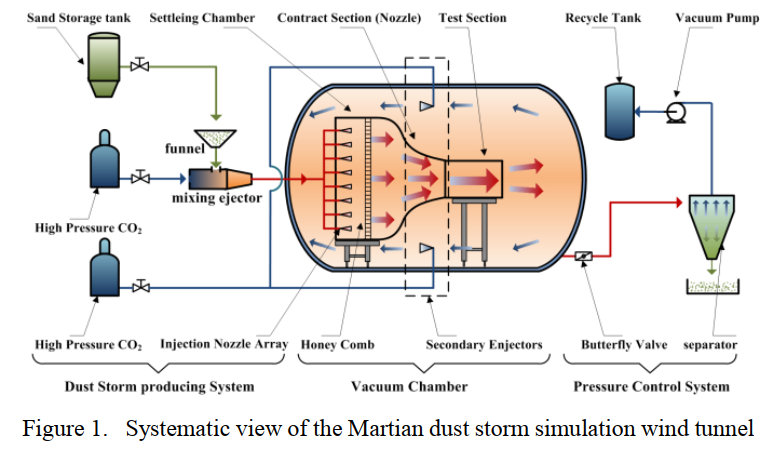 Sand Storage tank
Settleing Chamber
Contract Section (Nozzle)
Test Section
Recycle Tank
Vacuum Pump
funnel
mixing ejector
High Pressure CO₂
High Pressure CO₂
Injection Nozzle Array
Honey Comb
Secondary Enjectors
Butterfly Valve
separator
Dust Storm producing System
Vacuum Chamber
Pressure Control System
Figure 1. Systematic view of the Martian dust storm simulation wind tunnel